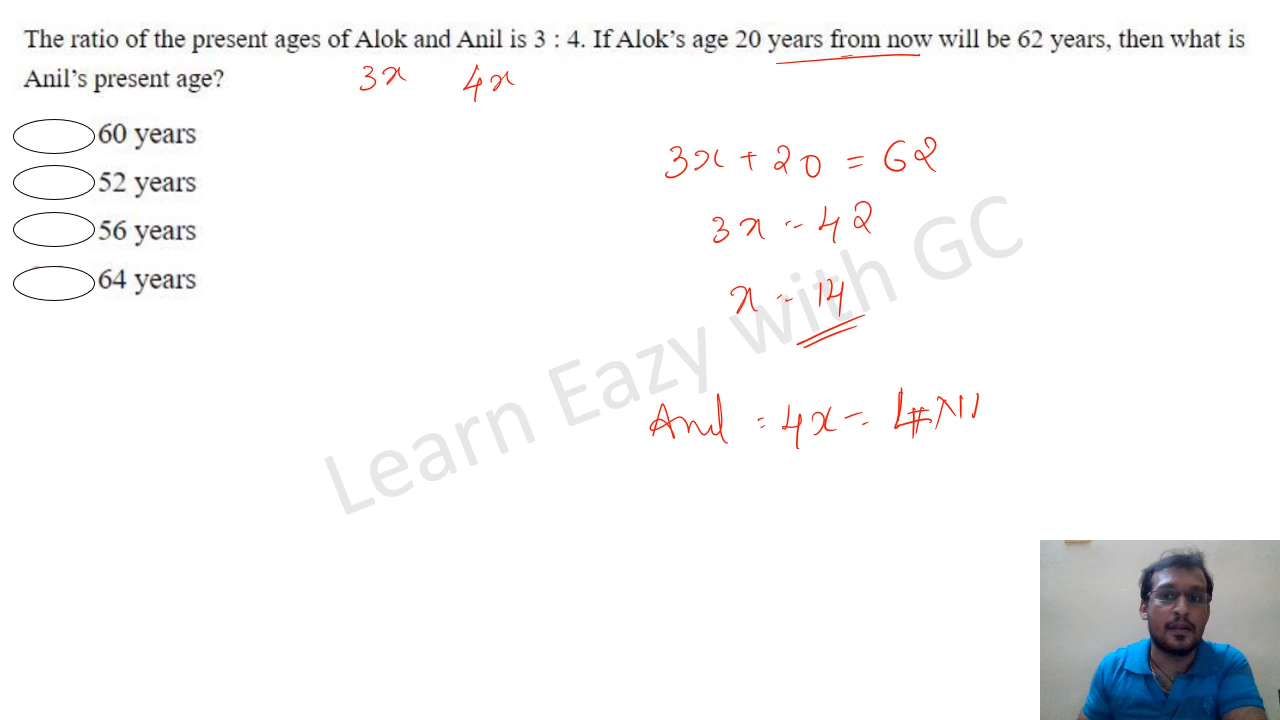 The ratio of the present ages of Alok and Anil is 3 : 4. If Alok's age 20 years from now will be 62 years, then what is
Anil's present age?
3x 4x
60 years
52 years
56 years
64 years
3x + 20 = 62
3x = 42
x = 14
Anil = 4x =
Learn Eazy with GC